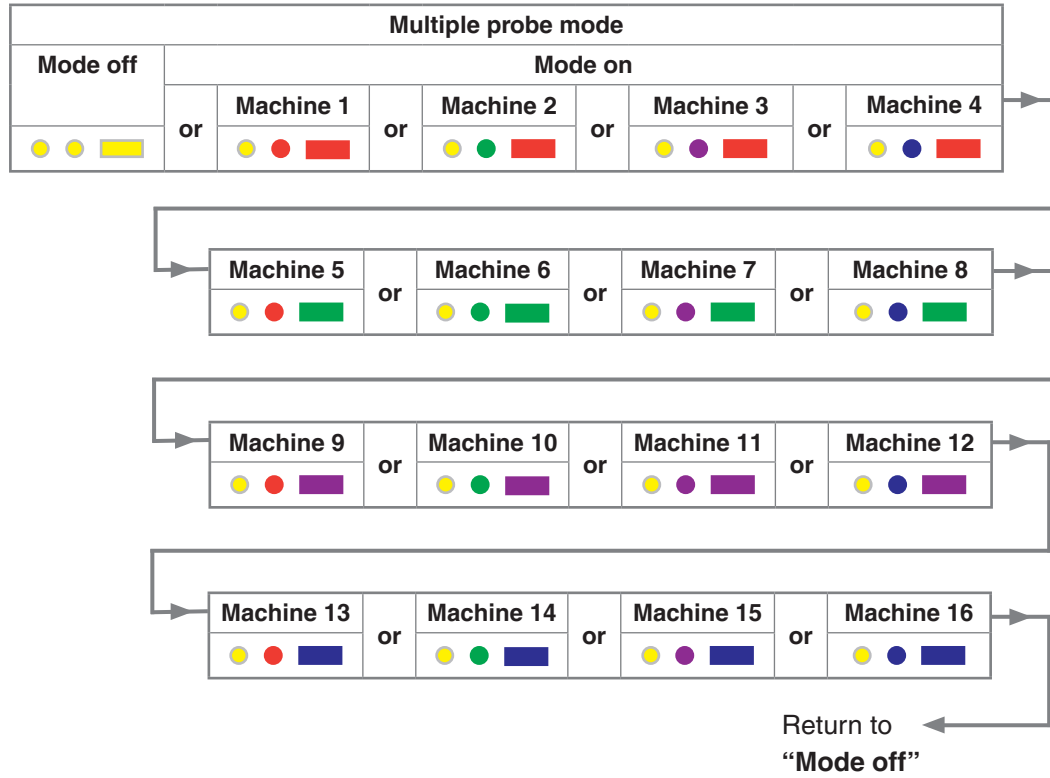 Multiple probe mode
Mode off
Mode on
or
Machine 1
or
Machine 2
or
Machine 3
or
Machine 4
Machine 5
or
Machine 6
or
Machine 7
or
Machine 8
Machine 9
or
Machine 10
or
Machine 11
or
Machine 12
Machine 13
or
Machine 14
or
Machine 15
or
Machine 16
Return to
“Mode off”